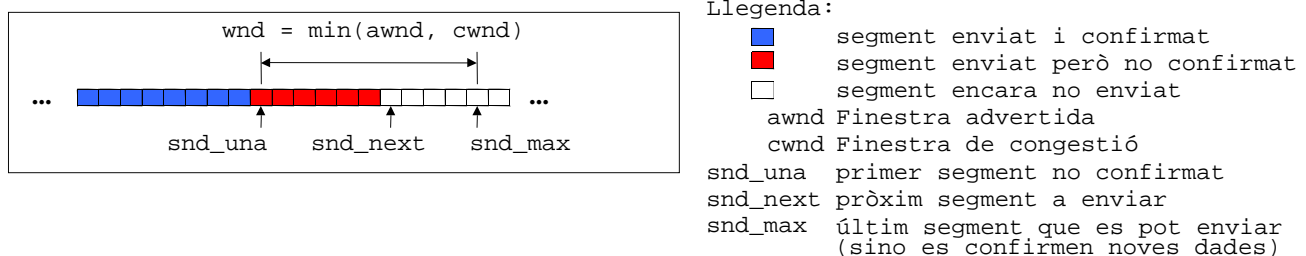 wnd = min(awnd, cwnd)
... ...
snd_una snd_next snd_max
Llegenda:
segment enviat i confirmat
segment enviat però no confirmat
segment encara no enviat
awnd Finestra advertida
cwnd Finestra de congestió
snd_una primer segment no confirmat
snd_next pròxim segment a enviar
snd_max últim segment que es pot enviar
(sino es confirmen noves dades)